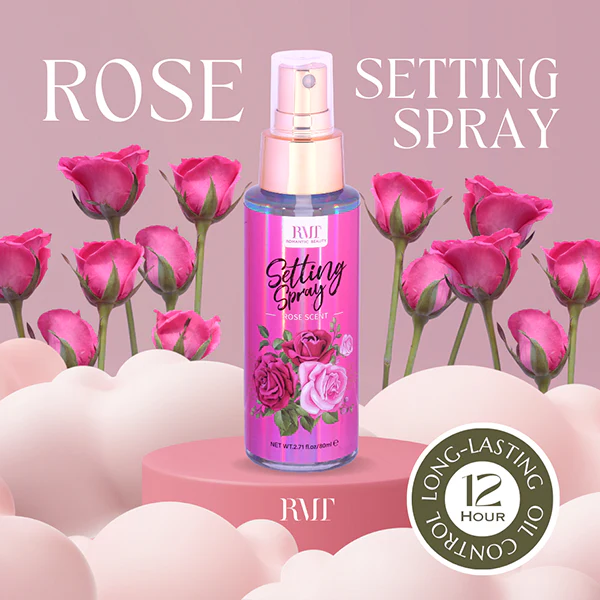 ROSE
SETTING
SPRAY
RMT
ROMANTIC BEAUTY
Setting
Spray
ROSE SCENT
NET WT.2.71 fl.oz/80ml ℮
RMT
LONG-LASTING
12
HOUR
OIL CONTROL